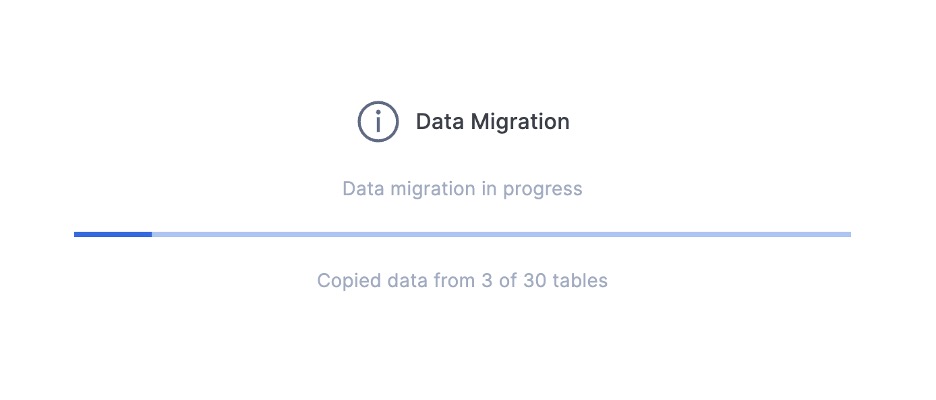 Data Migration
Data migration in progress
Copied data from 3 of 30 tables